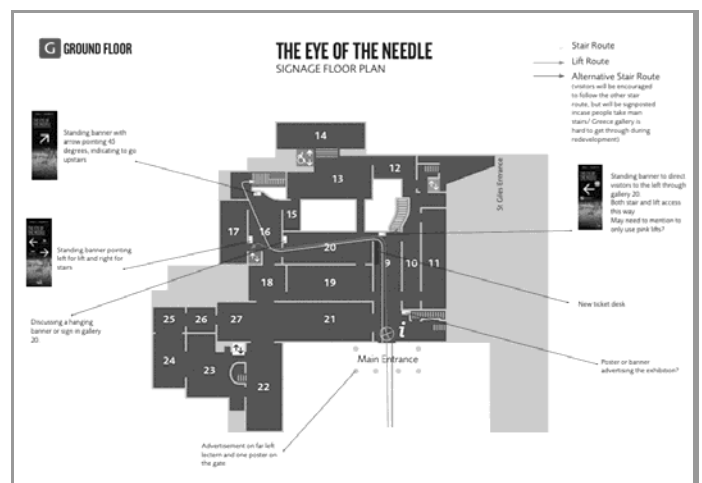 G GROUND FLOOR
THE EYE OF THE NEEDLE
SIGNAGE FLOOR PLAN
Stair Route
Lift Route
Alternative Stair Route
(visitors will be encouraged
to follow the other stair
route, but will be signposted
incase people take main
stairs/ Greece gallery is
hard to get through during
redevelopment)
Standing banner with
arrow pointing 45
degrees, indicating to go
upstairs
Standing banner pointing
left for lift and right for
stairs
Discussing a hanging
banner or sign in gallery
20.
14
13
12
15
17
16
20
9
10
11
18
19
25
26
27
21
24
23
22
i
St Giles Entrance
Main Entrance
Standing banner to direct
visitors to the left through
gallery 20.
Both stair and lift access
this way
May need to mention to
only use pink lifts?
New ticket desk
Poster or banner
advertising the exhibition?
Advertisement on far left
lectern and one poster on
the gate